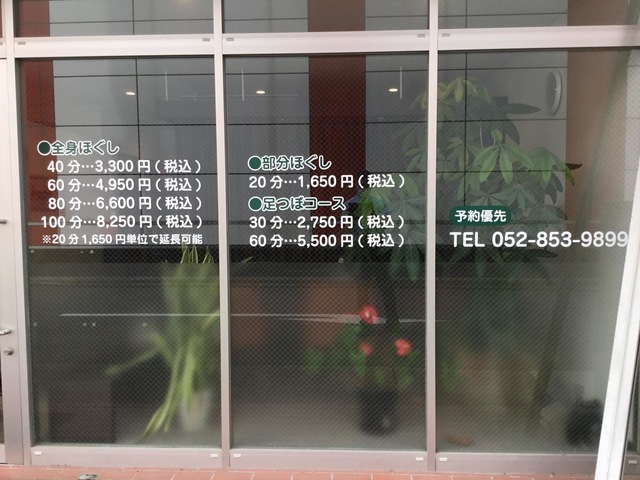 ●全身ほぐし
40分…3,300円(税込)
60分…4,950円(税込)
80分…6,600円(税込)
100分…8,250円(税込)
※20分1,650円単位で延長可能
●部分ほぐし
20分…1,650円(税込)
●足つぼコース
30分…2,750円(税込)
60分…5,500円(税込)
予約優先
TEL 052-853-9899